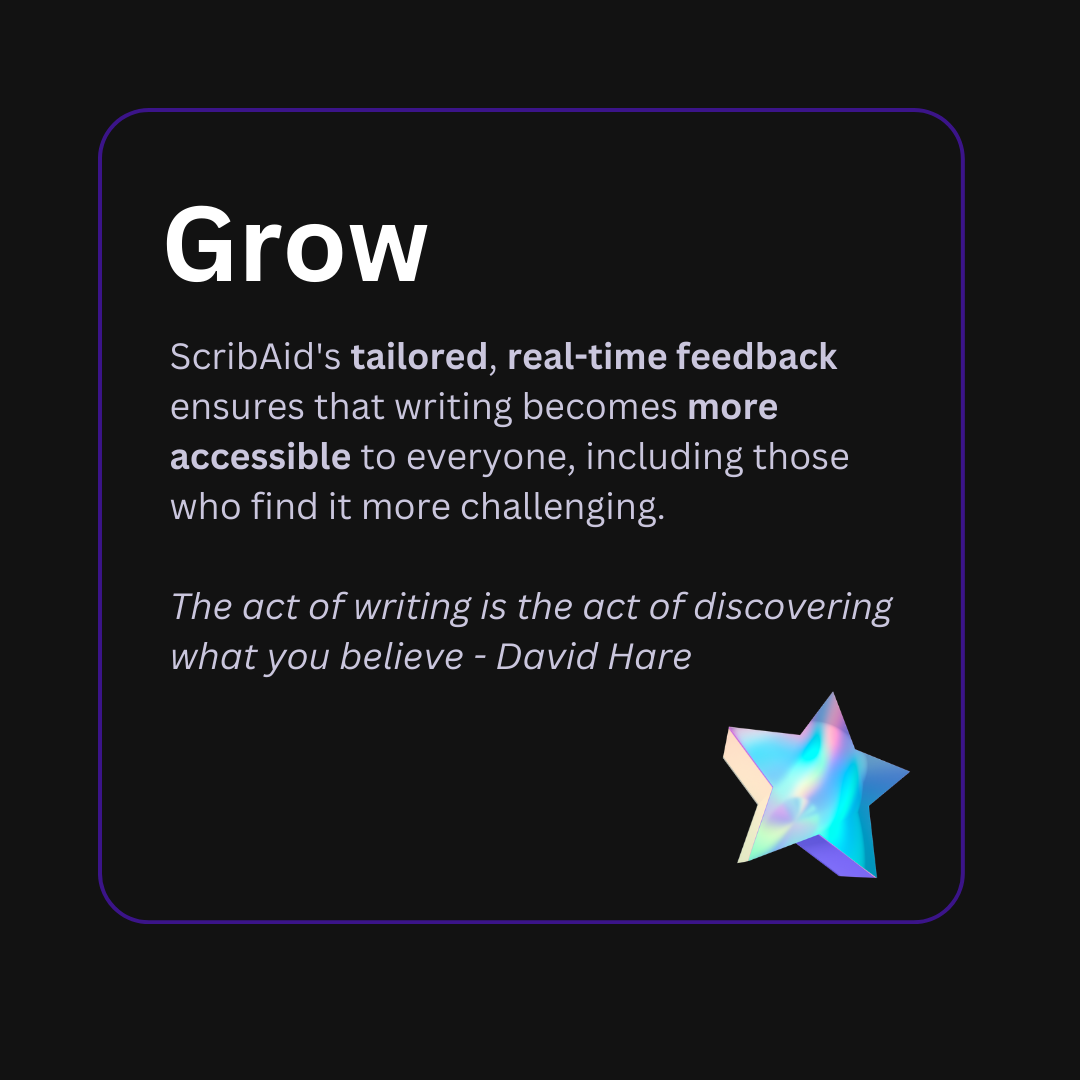 Grow
ScribAid's tailored, real-time feedback
ensures that writing becomes more
accessible to everyone, including those
who find it more challenging.
The act of writing is the act of discovering
what you believe - David Hare